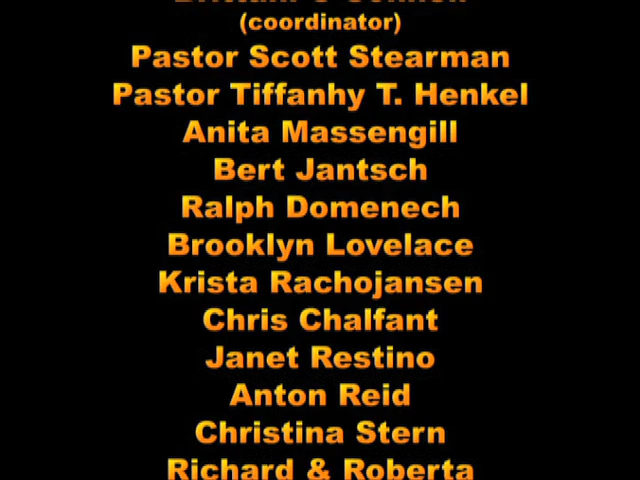 (coordinator)
Pastor Scott Stearman
Pastor Tiffanhy T. Henkel
Anita Massengill
Bert Jantsch
Ralph Domenech
Brooklyn Lovelace
Krista Rachojansen
Chris Chalfant
Janet Restino
Anton Reid
Christina Stern
Richard & Roberta